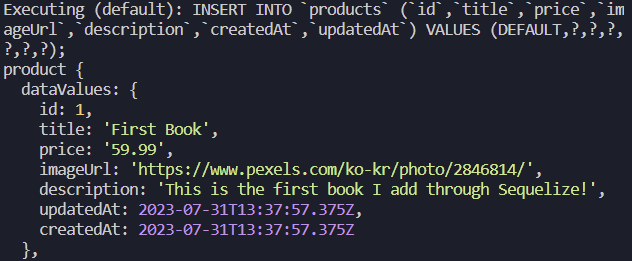 Executing (default): INSERT INTO `products` (`id`,`title`,`price`,`im
ageUrl`,`description`,`createdAt`,`updatedAt`) VALUES (DEFAULT,?,?,?,
?,?,?);
product {
  dataValues: {
    id: 1,
    title: 'First Book',
    price: '59.99',
    imageUrl: 'https://www.pexels.com/ko-kr/photo/2846814/',
    description: 'This is the first book I add through Sequelize!',
    updatedAt: 2023-07-31T13:37:57.375Z,
    createdAt: 2023-07-31T13:37:57.375Z
  },